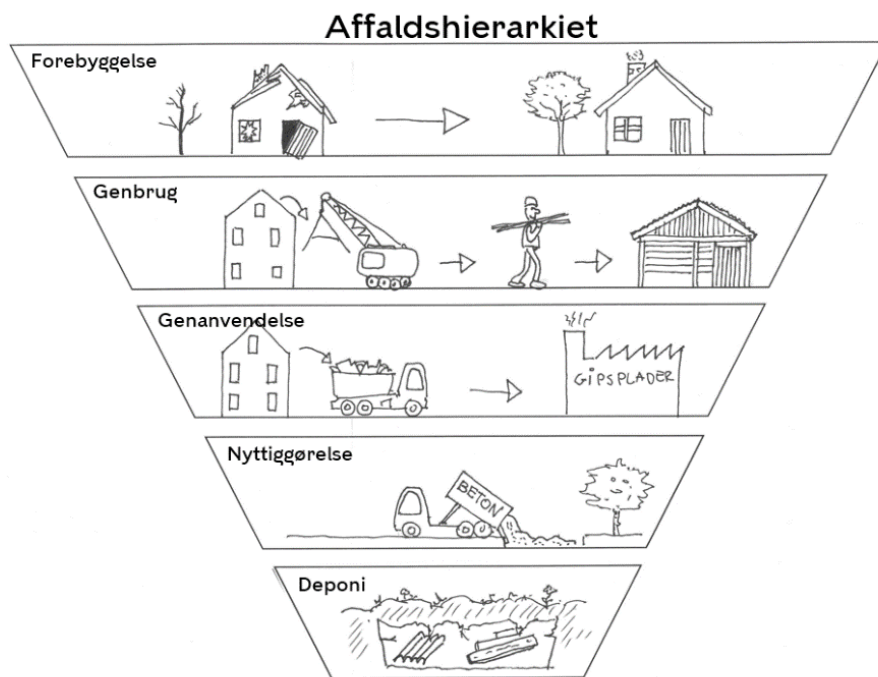 Affaldshierarkiet
Forebyggelse
Genbrug
Genanvendelse
GIPSPLADER
Nyttiggørelse
BETON
Deponi